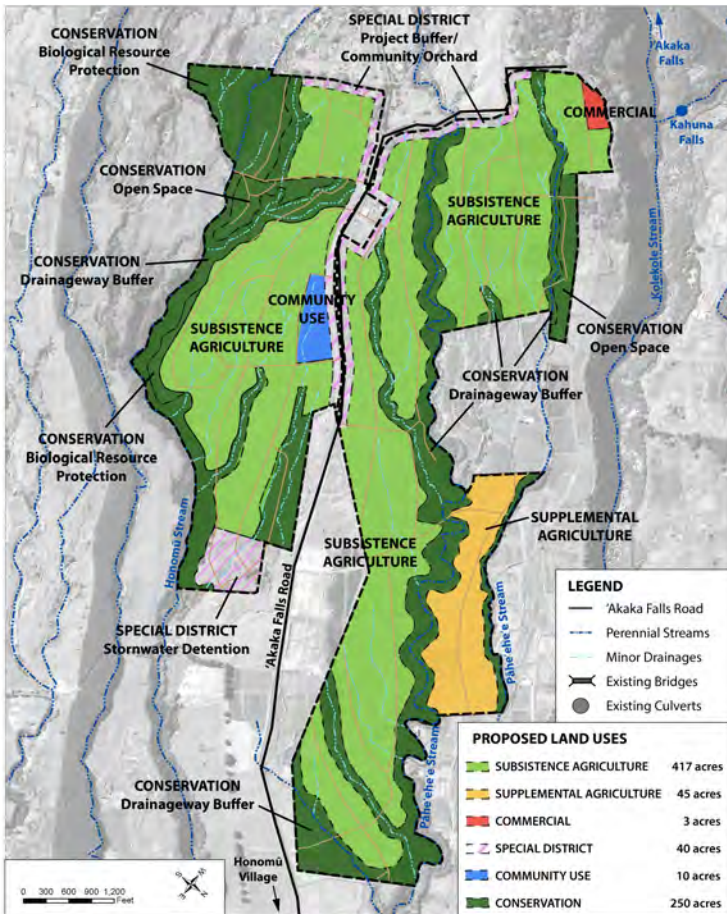 CONSERVATION
Biological Resource
Protection
SPECIAL DISTRICT
Project Buffer/
Community Orchard
'Akaka
Falls
COMMERCIAL
Kahuna
Falls
CONSERVATION
Open Space
SUBSISTENCE
AGRICULTURE
CONSERVATION
Drainageway Buffer
Kolekole Stream
COMMUNITY
USE
SUBSISTENCE
AGRICULTURE
CONSERVATION
Open Space
CONSERVATION
Drainageway Buffer
CONSERVATION
Biological Resource
Protection
Honomū Stream
SUBSISTENCE
AGRICULTURE
SUPPLEMENTAL
AGRICULTURE
SPECIAL DISTRICT
Stornwater Detention
'Akaka Falls Road
Pāhe'ehe'e Stream
Pāhe'ehe'e Stream
CONSERVATION
Drainageway Buffer
Honomū
Village
LEGEND
'Akaka Falls Road
Perennial Streams
Minor Drainages
Existing Bridges
Existing Culverts
PROPOSED LAND USES
SUBSISTENCE AGRICULTURE 417 acres
SUPPLEMENTAL AGRICULTURE 45 acres
COMMERCIAL 3 acres
SPECIAL DISTRICT 40 acres
COMMUNITY USE 10 acres
CONSERVATION 250 acres
0 300 600 900 1,200
Feet
S W N E